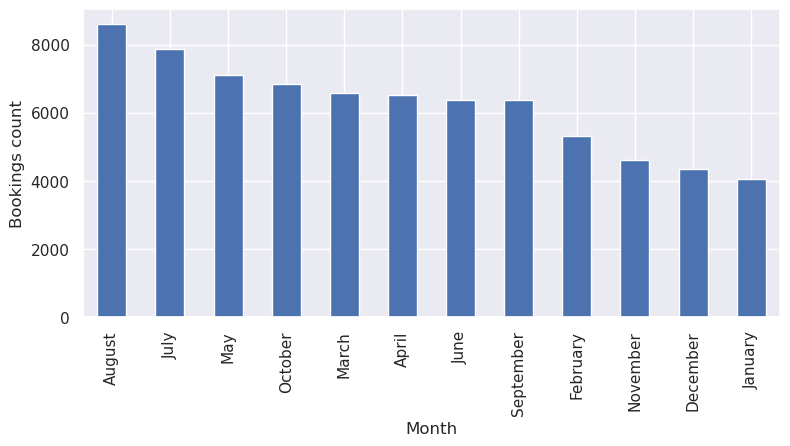 8000
6000
4000
2000
0
Bookings count
August
July
May
October
March
April
June
September
February
November
December
January
Month